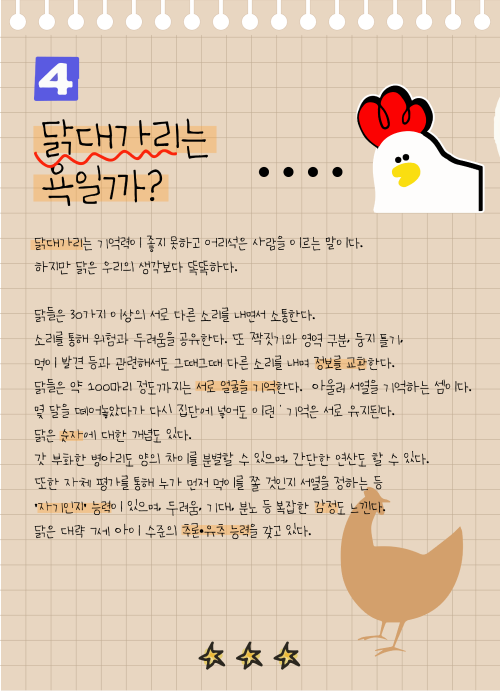 4
닭대가리는
욕일까?
닭대가리는 기억력이 좋지 못하고 어리석은 사람을 이르는 말이다.
하지만 닭은 우리의 생각보다 똑똑하다.
닭들은 30가지 이상의 서로 다른 소리를 내면서 소통한다.
소리를 통해 위험과 두려움을 공유한다. 또 짝짓기와 영역 구분, 둥지 틀기,
먹이 발견 등과 관련해서도 그때그때 다른 소리를 내며 정보를 교환한다.
닭들은 약 100마리 정도까지는 서로 얼굴을 기억한다. 아울러 서열을 기억하는 셈이다.
몇 달을 떼어놓았다가 다시 집단에 넣어도 이런 기억은 서로 유지된다.
닭은 숫자에 대한 개념도 있다.
갓 부화한 병아리도 양의 차이를 분별할 수 있으며, 간단한 연산도 할 수 있다.
또한 자체 평가를 통해 누가 먼저 먹이를 쫄 것인지 서열을 정하는 등
'자기인지' 능력이 있으며, 두려움, 기대, 분노 등 복잡한 감정도 느낀다.
닭은 대략 7세 아이 수준의 추론•유추 능력을 갖고 있다.